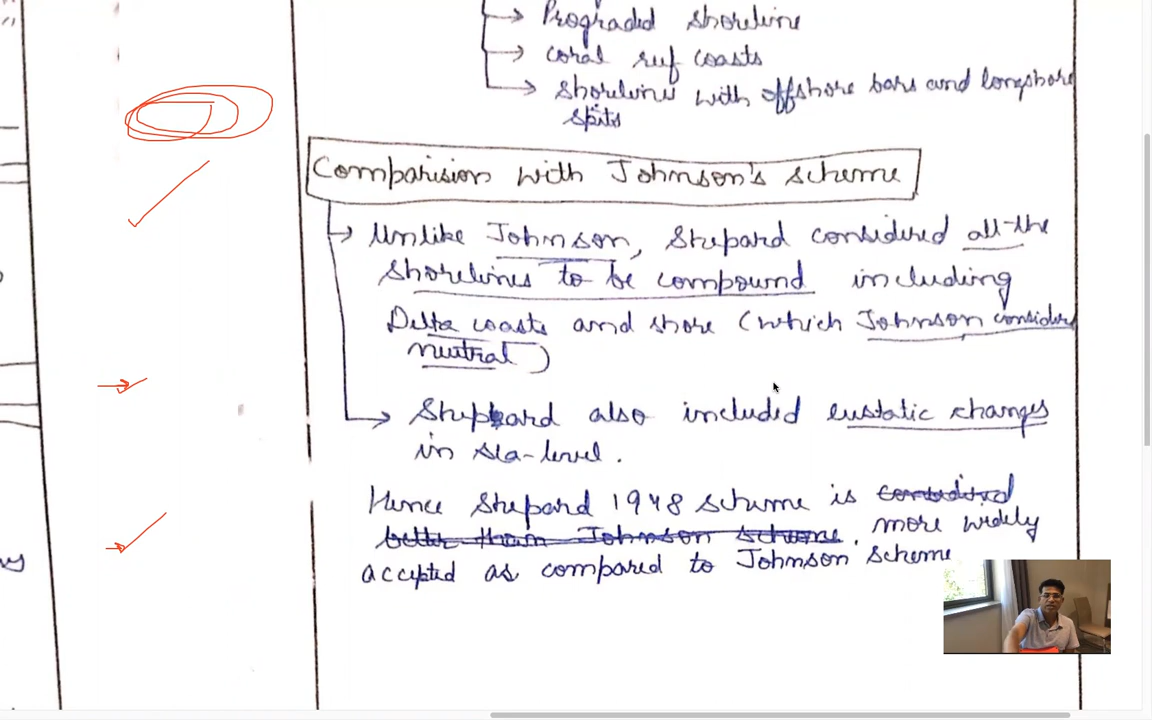 → Prograded shoreline
→ coral reef coasts
→ shorelines with offshore bars and longshore
spits
Comparision with Johnson's scheme
→ Unlike Johnson, Shepard considered all the
shorelines to be compound including
Delta coasts and shore (which Johnson consider
neutral)
→ Shepard also included eustatic changes
in sea-level.
Hence Shepard 1948 scheme is considered
better than Johnson scheme. more widely
accepted as compared to Johnson scheme